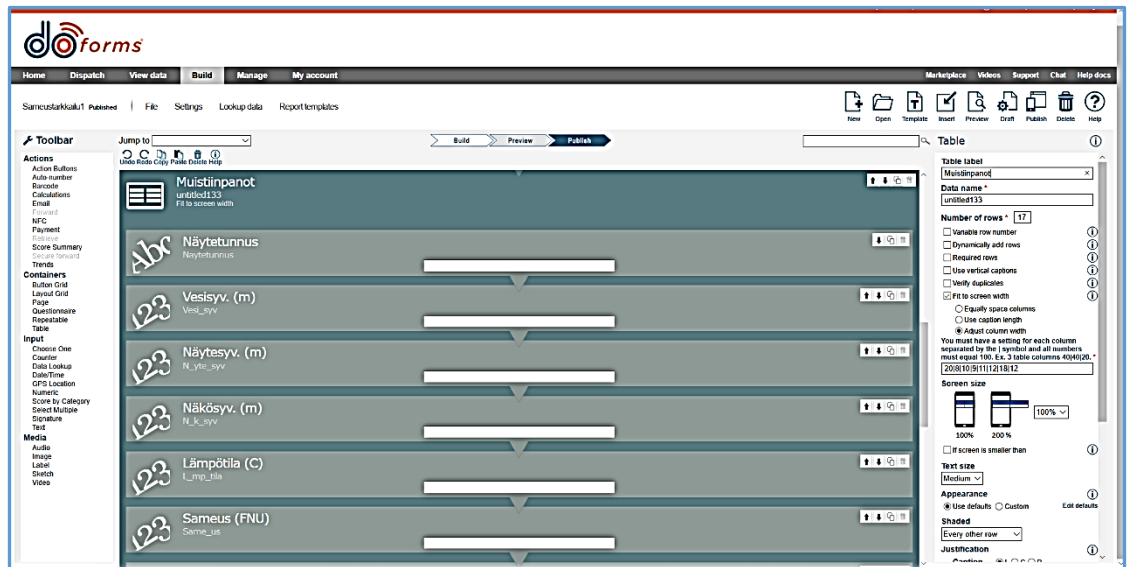 doforms
Home Dispatch View data Build Manage My account
Marketplace Videos Support Chat Help docs
Sameustarkkailu1 Published File Settings Lookup data Report templates
New Open Template Insert Preview Draft Publish Delete Help
Toolbar
Jump to
Build Preview Publish
Table
Undo Redo Copy Paste Delete Help
Actions
Action Buttons
Auto-number
Barcode
Calculations
Email
Forward
NFC
Payment
Retrieve
Score Summary
Secure forward
Trends
Containers
Button Grid
Layout Grid
Page
Questionnaire
Repeatable
Table
Input
Choose One
Counter
Data Lookup
Date/Time
GPS Location
Numeric
Score by Category
Select Multiple
Signature
Text
Media
Audio
Image
Label
Sketch
Video
Muistiinpanot
untitled133
Fit to screen width
Abc
Näytetunnus
Naytetunnus
123
Vesisyv. (m)
Vesi_syv
123
Näytesyv. (m)
N_yte_syv
123
Näkösyv. (m)
N_k_syv
123
Lämpötila (C)
L_mp_tila
123
Sameus (FNU)
Same_us
Table label
Muistiinpanot
Data name *
untitled133
Number of rows * 17
Variable row number
Dynamically add rows
Required rows
Use vertical captions
Verify duplicates
Fit to screen width
Equally space columns
Use caption length
Adjust column width
You must have a setting for each column
separated by the | symbol and all numbers
must equal 100. Ex. 3 table columns 40|40|20. *
20|8|10|9|11|12|18|12
Screen size
100%
100% 200 %
If screen is smaller than
Text size
Medium
Appearance
Use defaults Custom Edit defaults
Shaded
Every other row
Justification
Caption L C R